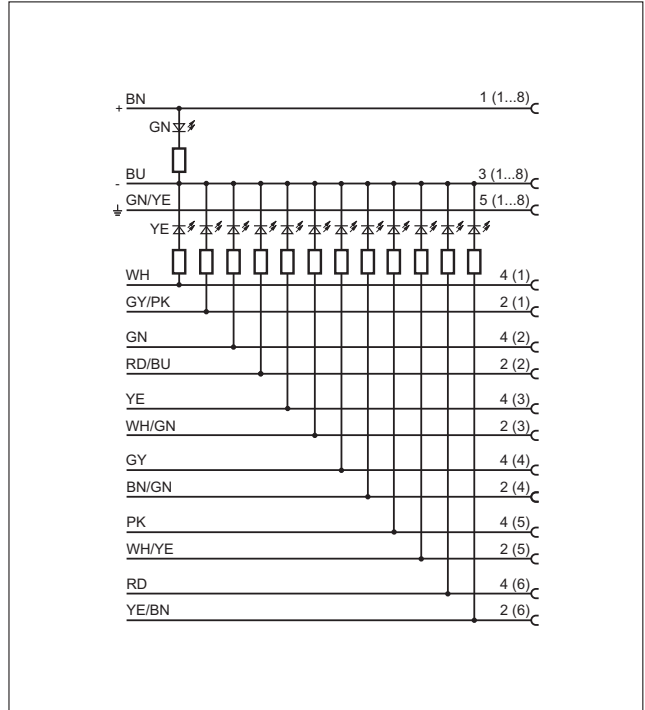 BN 1 (1...8)
+
GN
BU 3 (1...8)
-
GN/YE 5 (1...8)
YE
WH 4 (1)
GY/PK 2 (1)
GN 4 (2)
RD/BU 2 (2)
YE 4 (3)
WH/GN 2 (3)
GY 4 (4)
BN/GN 2 (4)
PK 4 (5)
WH/YE 2 (5)
RD 4 (6)
YE/BN 2 (6)